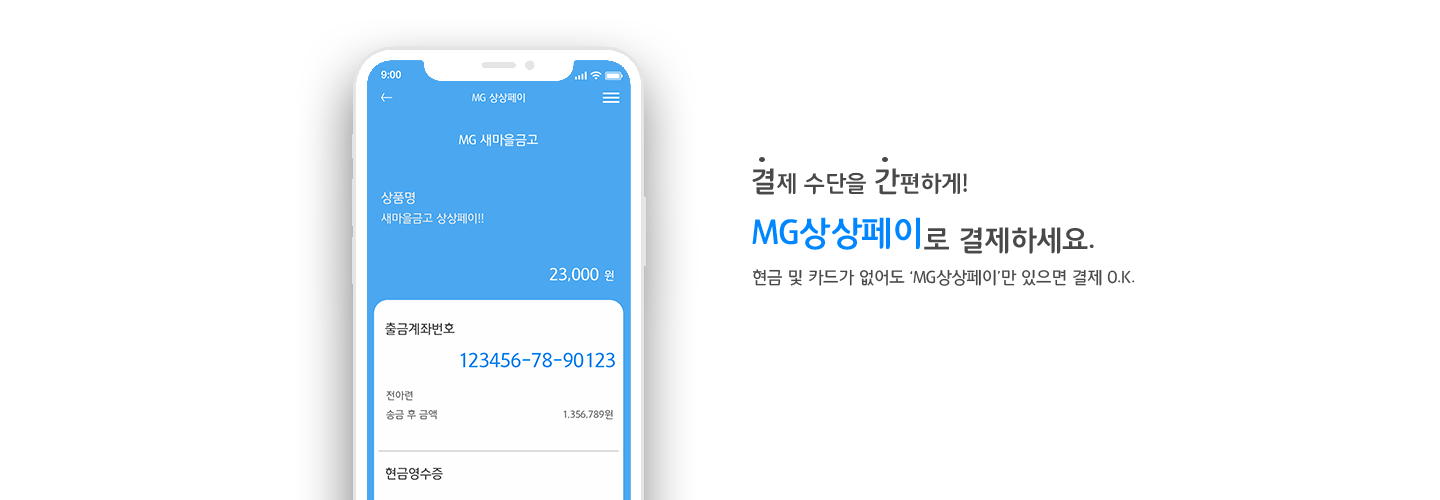 9:00
MG 상상페이
MG 새마을금고
상품명
새마을금고 상상페이!!
23,000 원
출금계좌번호
123456-78-90123
전아련
송금 후 금액 1,356,789원
현금영수증
결제 수단을 간편하게!
MG상상페이로 결제하세요.
현금 및 카드가 없어도 ‘MG상상페이’만 있으면 결제 O.K.